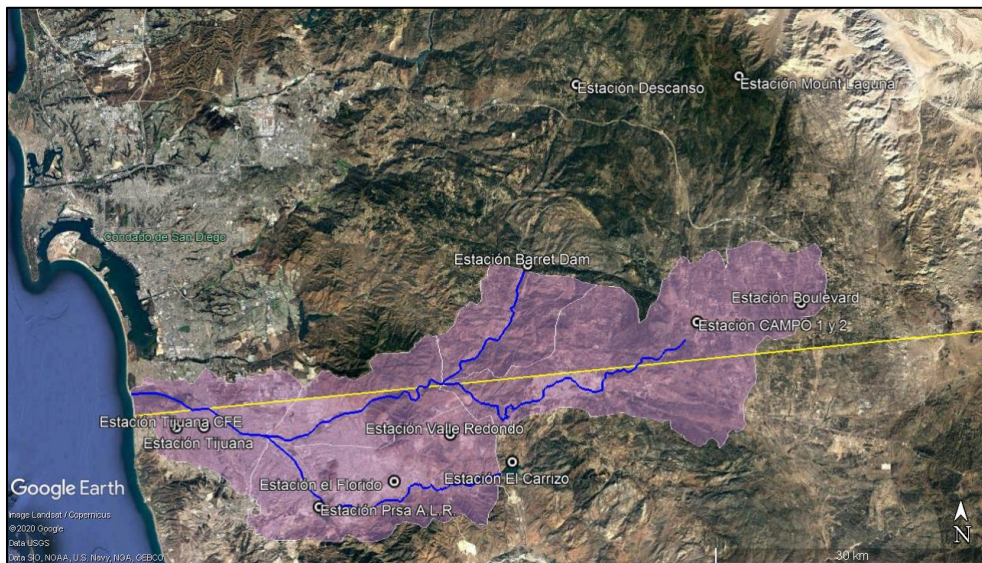 Estación Descanso
Estación Mount Laguna
Condado de San Diego
Estación Barret Dam
Estación Boulevard
Estación CAMPO 1 y 2
Estación Tijuana CFE
Estación Tijuana
Estación Valle Redondo
Estación El Carrizo
Estación el Florido
Estación Prsa A.L.R.
Google Earth
Image Landsat / Copernicus
© 2020 Google
Data USGS
Data SIO, NOAA, U.S. Navy, NGA, GEBCO
30 km
N